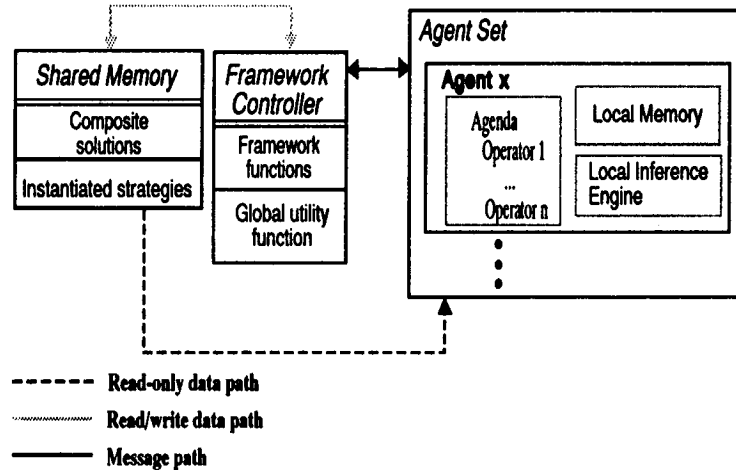 Shared Memory
Composite
solutions
Instantiated strategies
Framework
Controller
Framework
functions
Global utility
function
Agent Set
Agent x
Agenda
Operator 1
...
Operator n
Local Memory
Local Inference
Engine
Read-only data path
Read/write data path
Message path